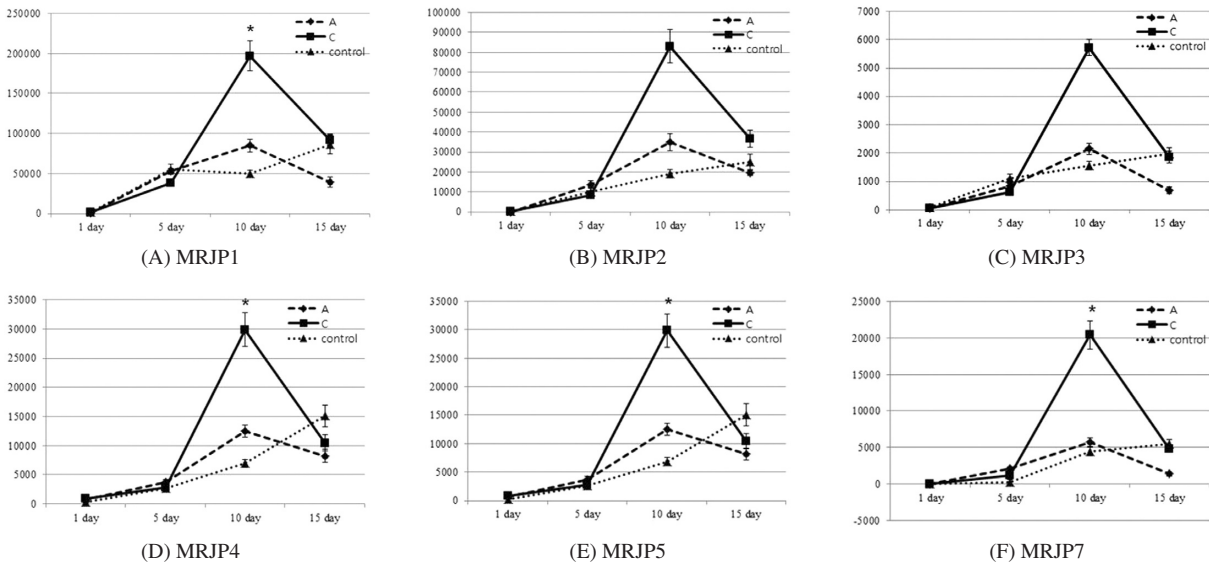 250000
200000
150000
100000
50000
0
1 day 5 day 10 day 15 day
*
A
C
control
(A) MRJP1
100000
90000
80000
70000
60000
50000
40000
30000
20000
10000
0
1 day 5 day 10 day 15 day
A
C
control
(B) MRJP2
7000
6000
5000
4000
3000
2000
1000
0
1 day 5 day 10 day 15 day
A
C
control
(C) MRJP3
35000
30000
25000
20000
15000
10000
5000
0
1 day 5 day 10 day 15 day
*
A
C
control
(D) MRJP4
35000
30000
25000
20000
15000
10000
5000
0
1 day 5 day 10 day 15 day
*
A
C
control
(E) MRJP5
25000
20000
15000
10000
5000
0
-5000
1 day 5 day 10 day 15 day
*
A
C
control
(F) MRJP7